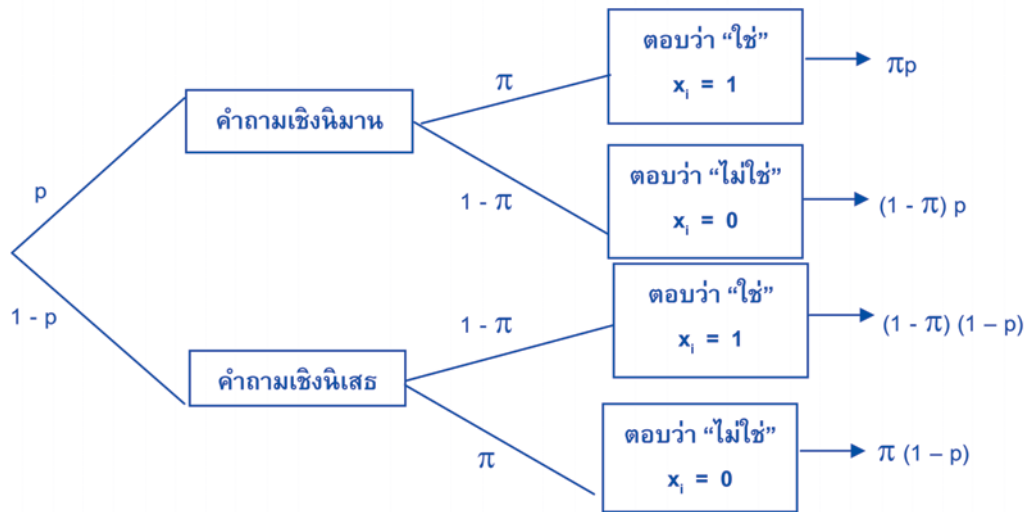 ตอบว่า “ใช่”
π
xᵢ = 1
πp
คำถามเชิงนิมาน
p
1 - π
ตอบว่า “ไม่ใช่”
xᵢ = 0
(1 - π) p
1 - p
1 - π
ตอบว่า “ใช่”
xᵢ = 1
(1 - π) (1 – p)
คำถามเชิงนิเสธ
π
ตอบว่า “ไม่ใช่”
xᵢ = 0
π (1 – p)